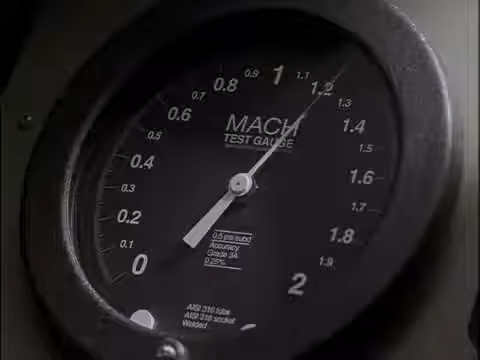 0
0.1
0.2
0.3
0.4
0.5
0.6
0.7
0.8
0.9
1
1.1
1.2
1.3
1.4
1.5
1.6
1.7
1.8
1.9
2
MACH
TEST GAUGE
0.5 psi subd
Accuracy
Grade 3A
0.25%
AISI 316 tube
AISI 316 socket
Welded